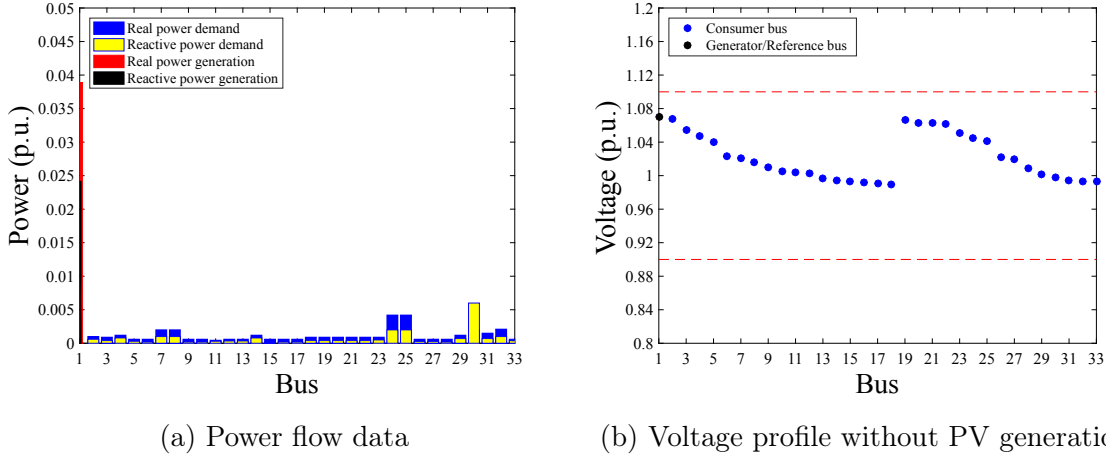 0.05
0.045
0.04
0.035
0.03
0.025
0.02
0.015
0.01
0.005
0
Power (p.u.)
Real power demand
Reactive power demand
Real power generation
Reactive power generation
1 3 5 7 9 11 13 15 17 19 21 23 25 27 29 31 33
Bus
(a) Power flow data
1.2
1.16
1.12
1.08
1.04
1
0.96
0.92
0.88
0.84
0.8
Voltage (p.u.)
Consumer bus
Generator/Reference bus
1 3 5 7 9 11 13 15 17 19 21 23 25 27 29 31 33
Bus
(b) Voltage profile without PV generatio